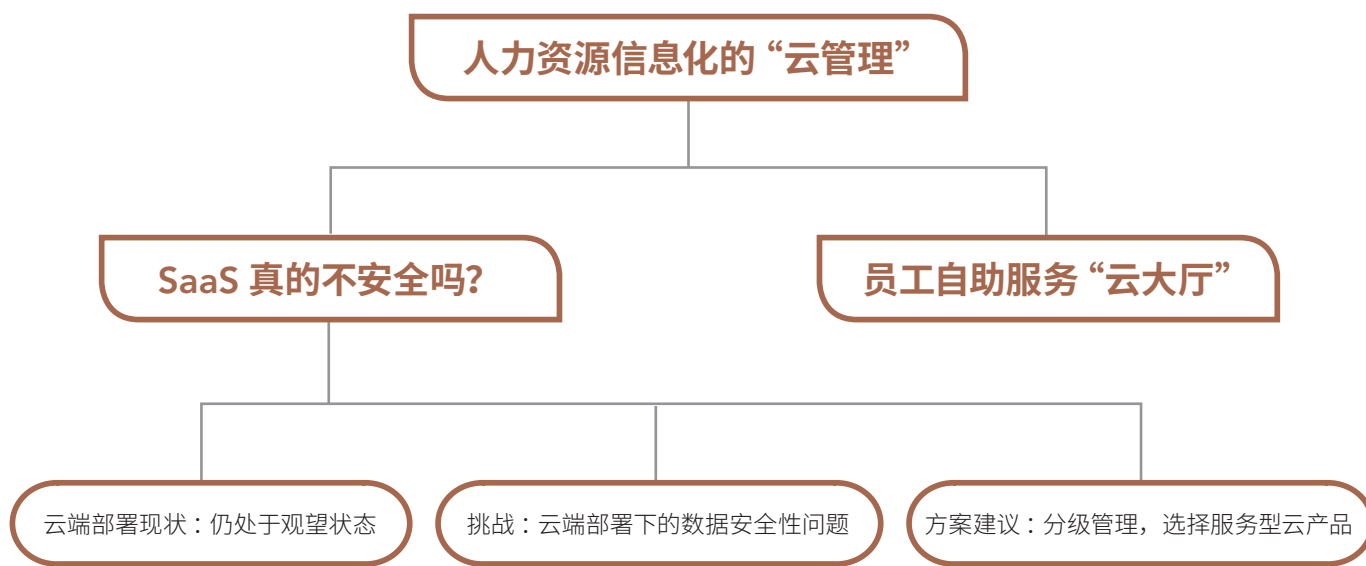 人力资源信息化的 “云管理”
SaaS 真的不安全吗?
员工自助服务 “云大厅”
云端部署现状：仍处于观望状态
挑战：云端部署下的数据安全性问题
方案建议：分级管理，选择服务型云产品